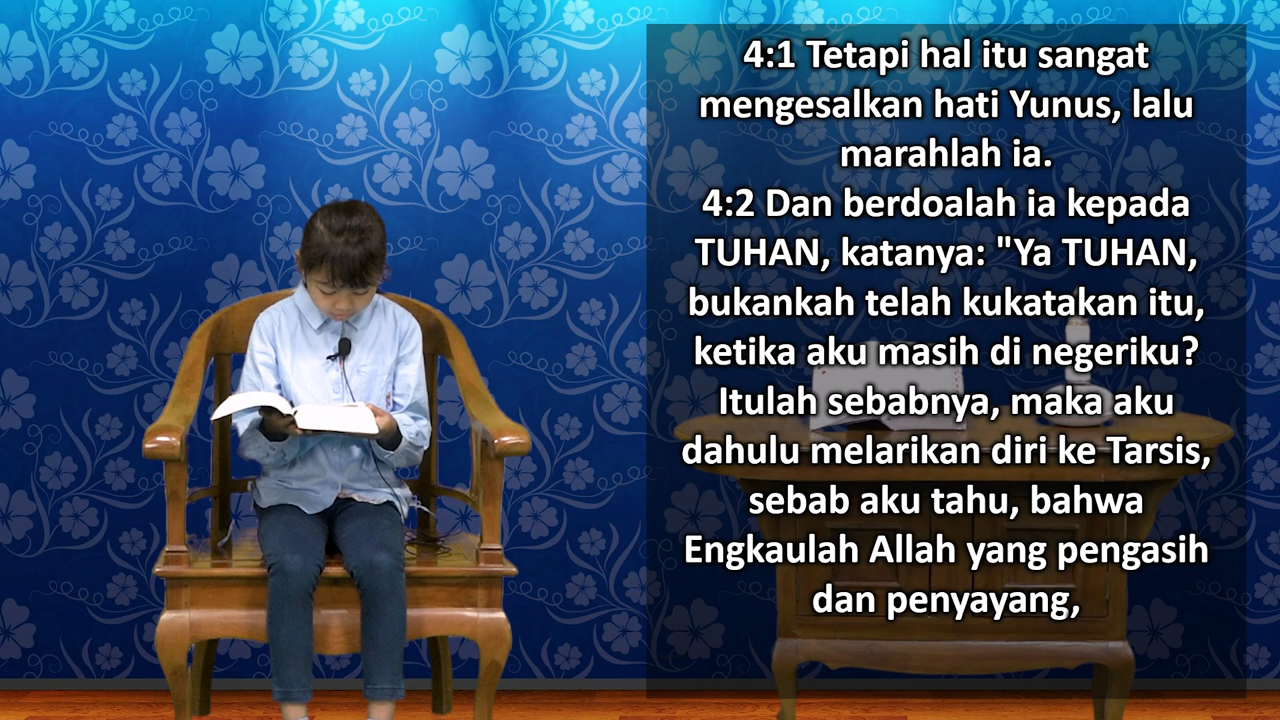 4:1 Tetapi hal itu sangat
mengesalkan hati Yunus, lalu
marahlah ia.
4:2 Dan berdoalah ia kepada
TUHAN, katanya: "Ya TUHAN,
bukankah telah kukatakan itu,
ketika aku masih di negeriku?
Itulah sebabnya, maka aku
dahulu melarikan diri ke Tarsis,
sebab aku tahu, bahwa
Engkaulah Allah yang pengasih
dan penyayang,